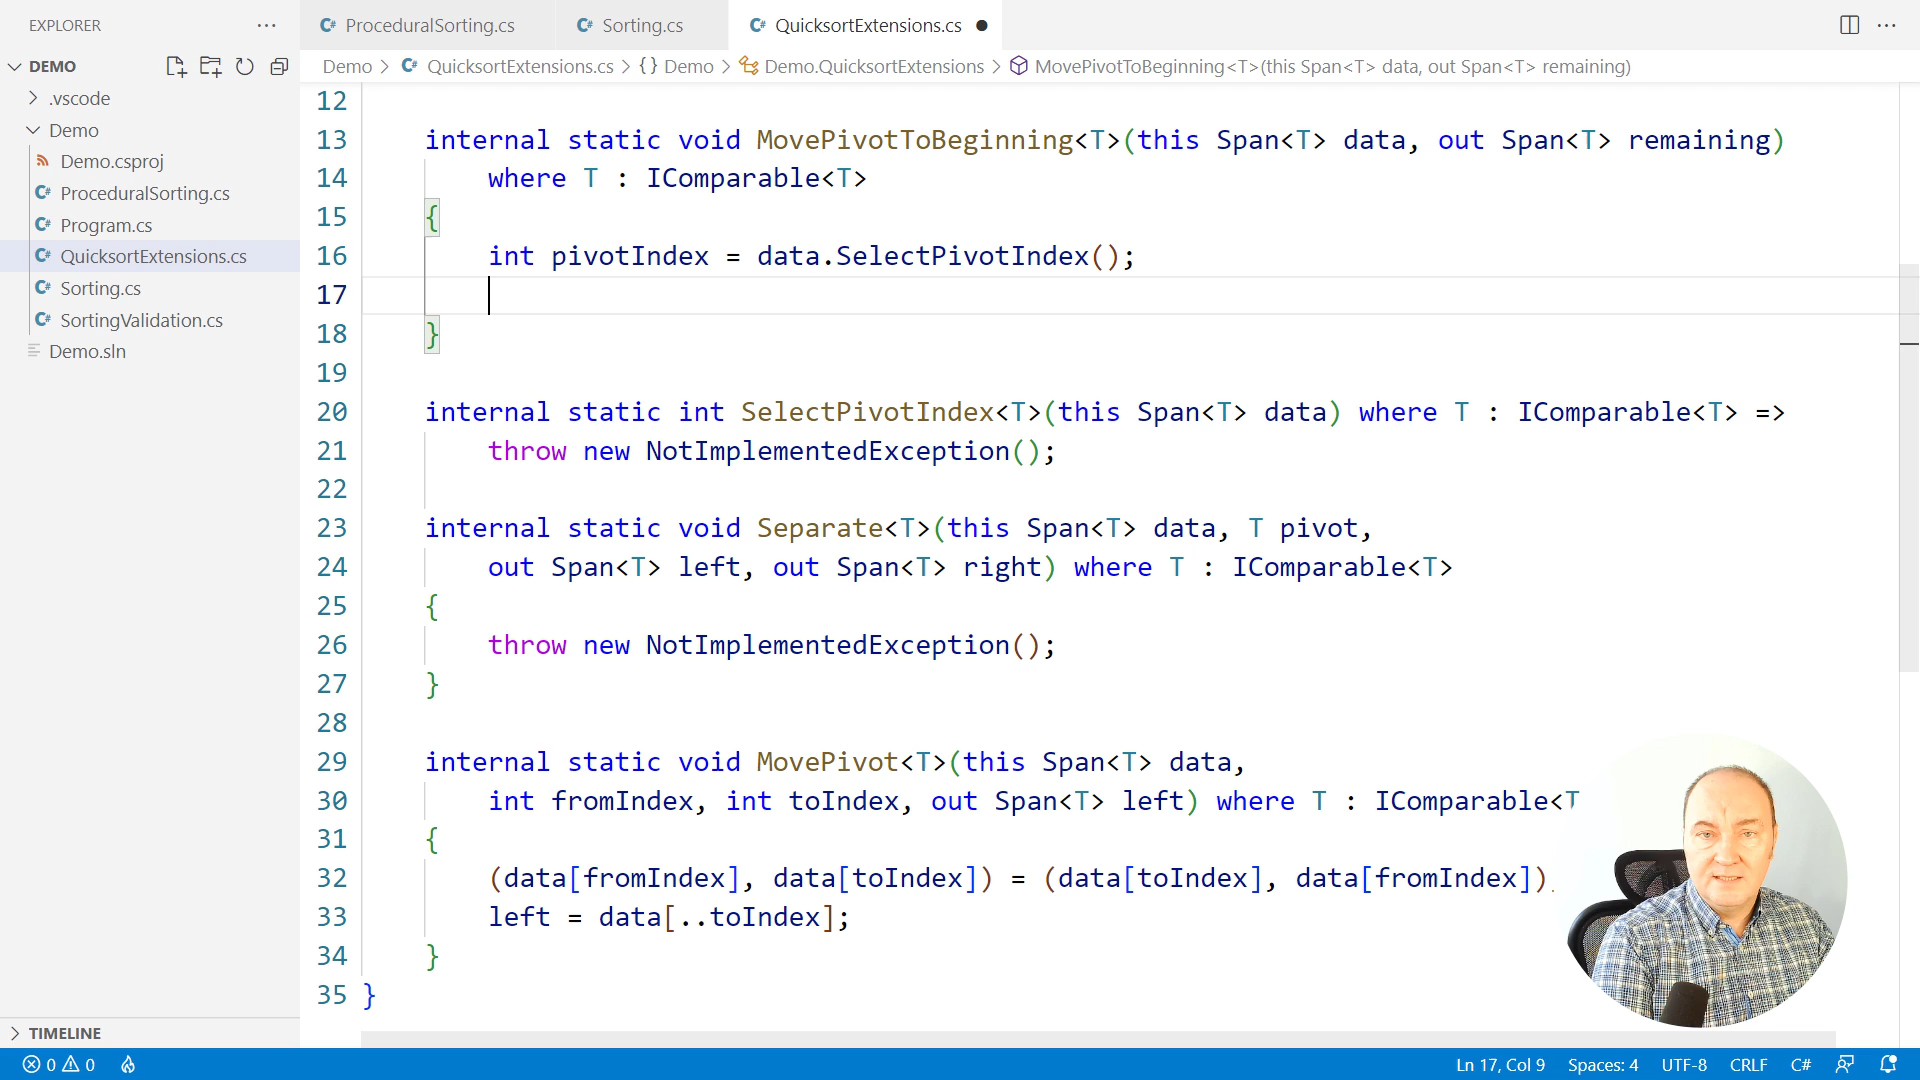 EXPLORER
DEMO
.vscode
Demo
Demo.csproj
ProceduralSorting.cs
Program.cs
QuicksortExtensions.cs
Sorting.cs
SortingValidation.cs
Demo.sln
TIMELINE
C# ProceduralSorting.cs
C# Sorting.cs
C# QuicksortExtensions.cs
Demo > C# QuicksortExtensions.cs > {} Demo > Demo.QuicksortExtensions > MovePivotToBeginning<T>(this Span<T> data, out Span<T> remaining)
12
13 internal static void MovePivotToBeginning<T>(this Span<T> data, out Span<T> remaining)
14 where T : IComparable<T>
15 {
16 int pivotIndex = data.SelectPivotIndex();
17
18 }
19
20 internal static int SelectPivotIndex<T>(this Span<T> data) where T : IComparable<T> =>
21 throw new NotImplementedException();
22
23 internal static void Separate<T>(this Span<T> data, T pivot,
24 out Span<T> left, out Span<T> right) where T : IComparable<T>
25 {
26 throw new NotImplementedException();
27 }
28
29 internal static void MovePivot<T>(this Span<T> data,
30 int fromIndex, int toIndex, out Span<T> left) where T : IComparable<T
31 {
32 (data[fromIndex], data[toIndex]) = (data[toIndex], data[fromIndex])
33 left = data[..toIndex];
34 }
35 }
0 0
Ln 17, Col 9 Spaces: 4 UTF-8 CRLF C#